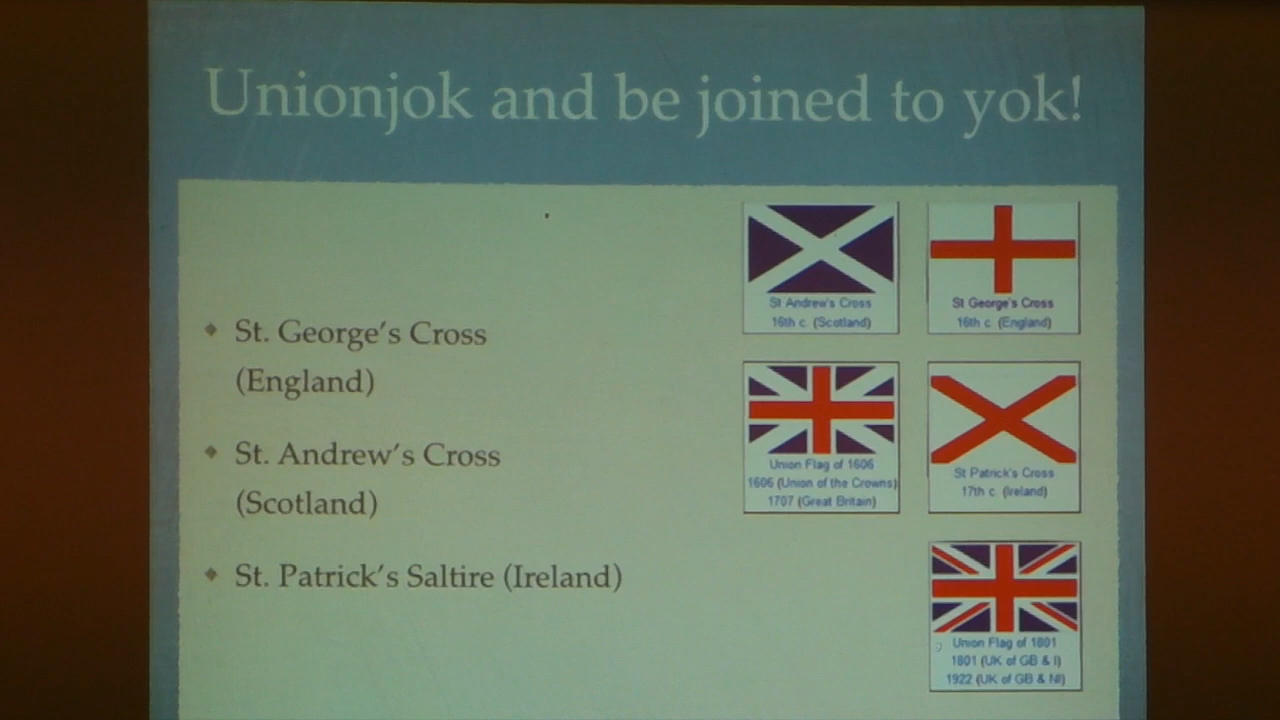 Unionjok and be joined to yok!
St. George's Cross
(England)
St. Andrew's Cross
(Scotland)
St. Patrick's Saltire (Ireland)
St Andrew's Cross
16th c. (Scotland)
St George's Cross
16th c. (England)
Union Flag of 1606
1606 (Union of the Crowns)
1707 (Great Britain)
St Patrick's Cross
17th c. (Ireland)
Union Flag of 1801
1801 (UK of GB & I)
1922 (UK of GB & NI)